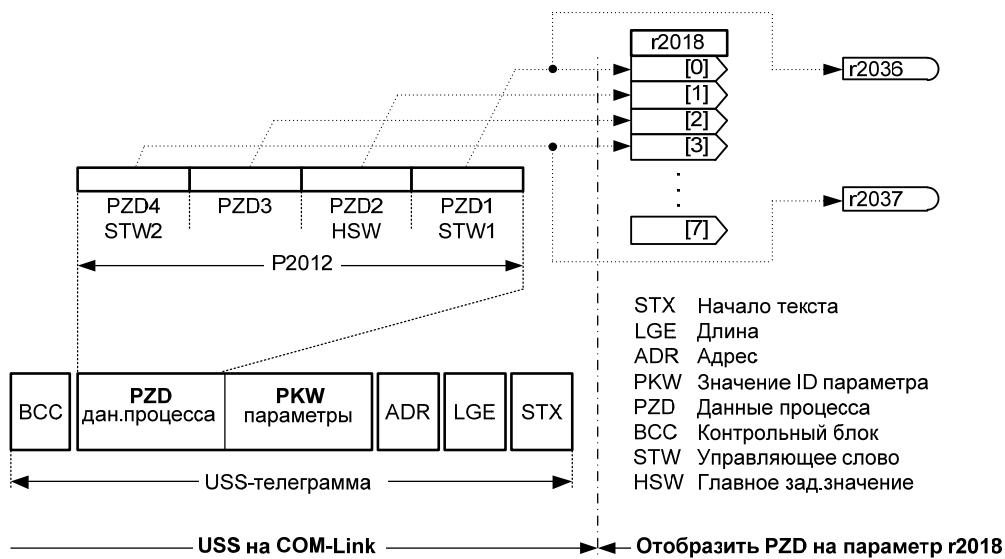 r2018
[0]
[1]
[2]
[3]
[7]
r2036
r2037
PZD4 PZD3 PZD2 PZD1
STW2 HSW STW1
P2012
STX Начало текста
LGE Длина
ADR Адрес
PKW Значение ID параметра
PZD Данные процесса
BCC Контрольный блок
STW Управляющее слово
HSW Главное зад.значение
BCC
PZD
дан.процесса
PKW
параметры
ADR
LGE
STX
USS-телеграмма
USS на COM-Link
Отобразить PZD на параметр r2018